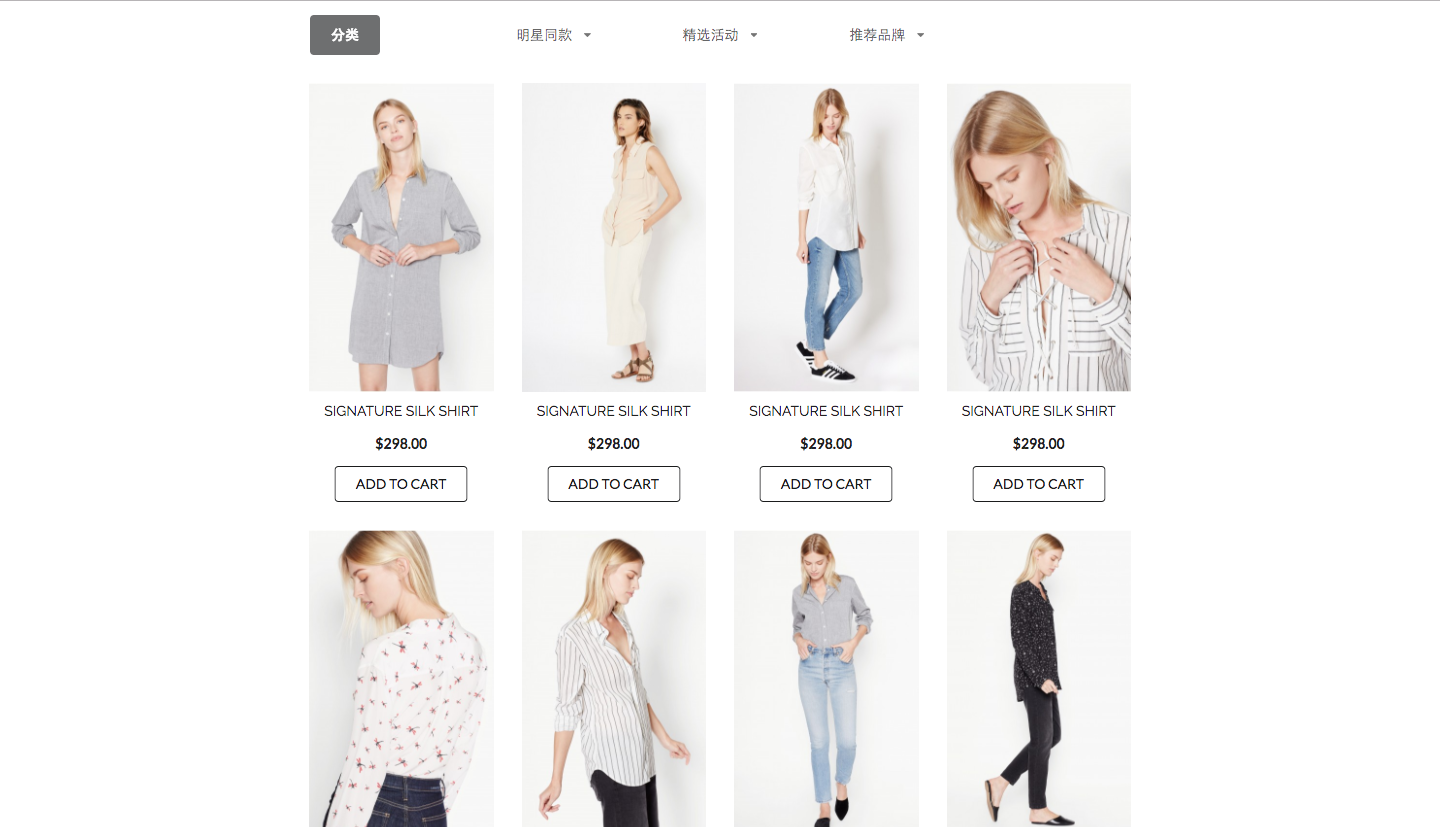 分类
明星同款
精选活动
推荐品牌
SIGNATURE SILK SHIRT
SIGNATURE SILK SHIRT
SIGNATURE SILK SHIRT
SIGNATURE SILK SHIRT
$298.00
$298.00
$298.00
$298.00
ADD TO CART
ADD TO CART
ADD TO CART
ADD TO CART